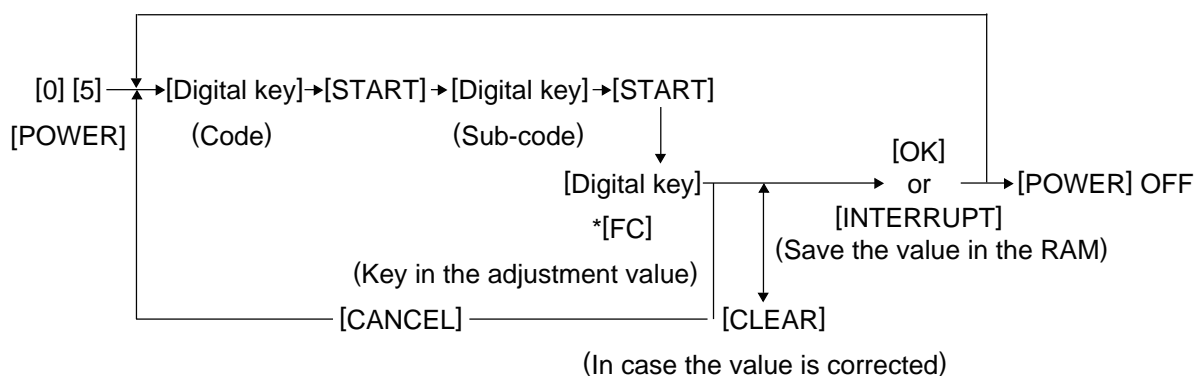 [0] [5]
[Digital key]
[START]
[Digital key]
[START]
[POWER]
(Code)
(Sub-code)
[Digital key]
*[FC]
(Key in the adjustment value)
[OK]
or
[INTERRUPT]
(Save the value in the RAM)
[POWER] OFF
[CANCEL]
[CLEAR]
(In case the value is corrected)